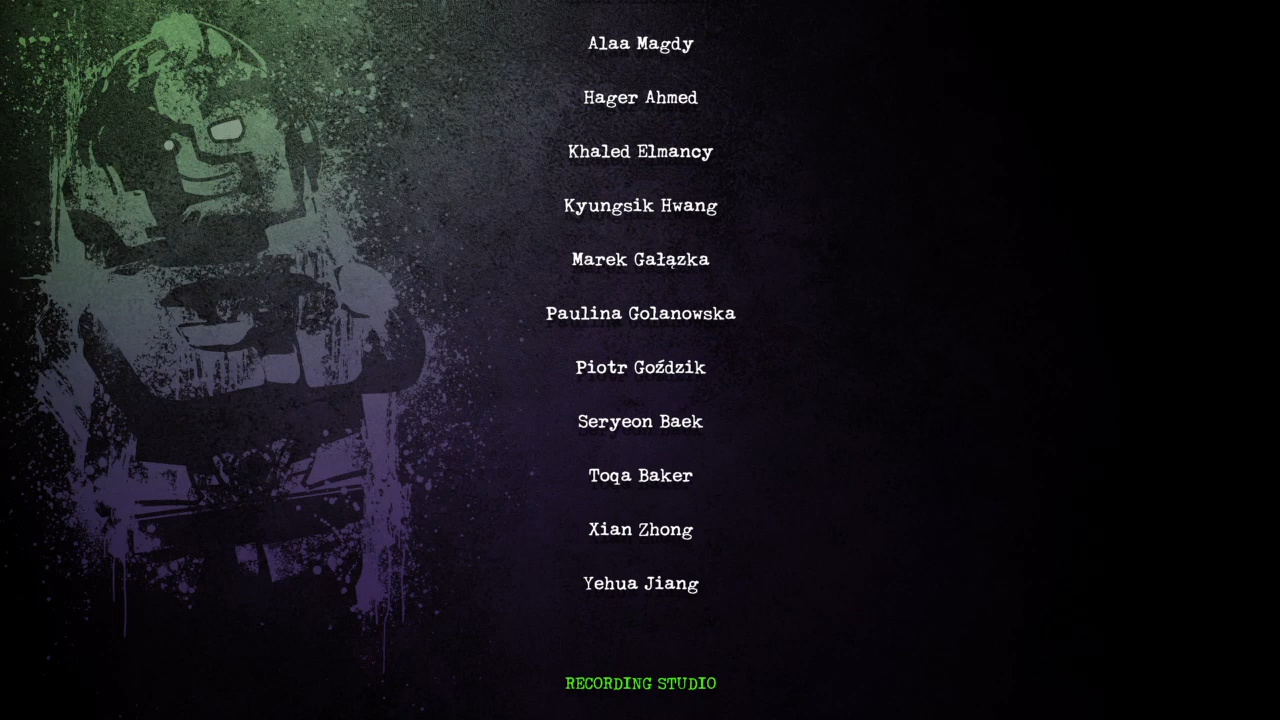 Alaa Magdy
Hager Ahmed
Khaled Elmancy
Kyungsik Hwang
Marek Gałązka
Paulina Golanowska
Piotr Goździk
Seryeon Baek
Toqa Baker
Xian Zhong
Yehua Jiang
RECORDING STUDIO